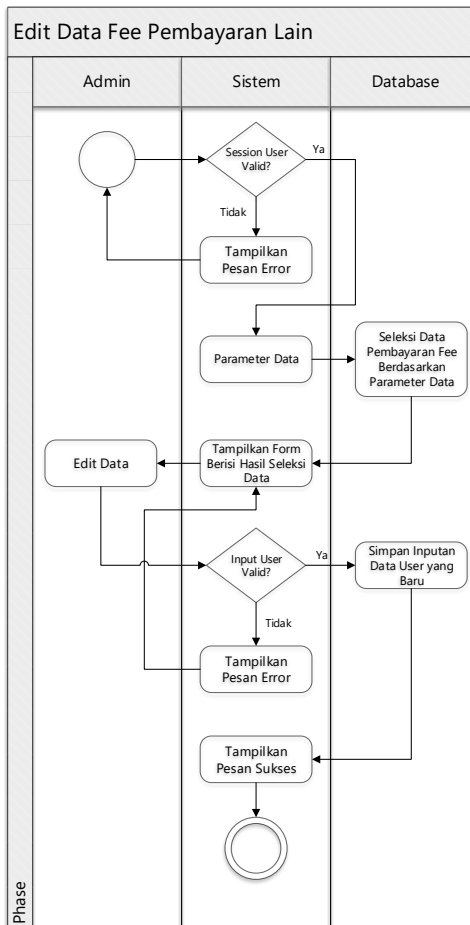 Edit Data Fee Pembayaran Lain
Admin
Sistem
Database
Session User
Valid?
Ya
Tidak
Tampilkan
Pesan Error
Parameter Data
Seleksi Data
Pembayaran Fee
Berdasarkan
Parameter Data
Edit Data
Tampilkan Form
Berisi Hasil Seleksi
Data
Input User
Valid?
Ya
Simpan Inputan
Data User yang
Baru
Tidak
Tampilkan
Pesan Error
Tampilkan
Pesan Sukses
Phase